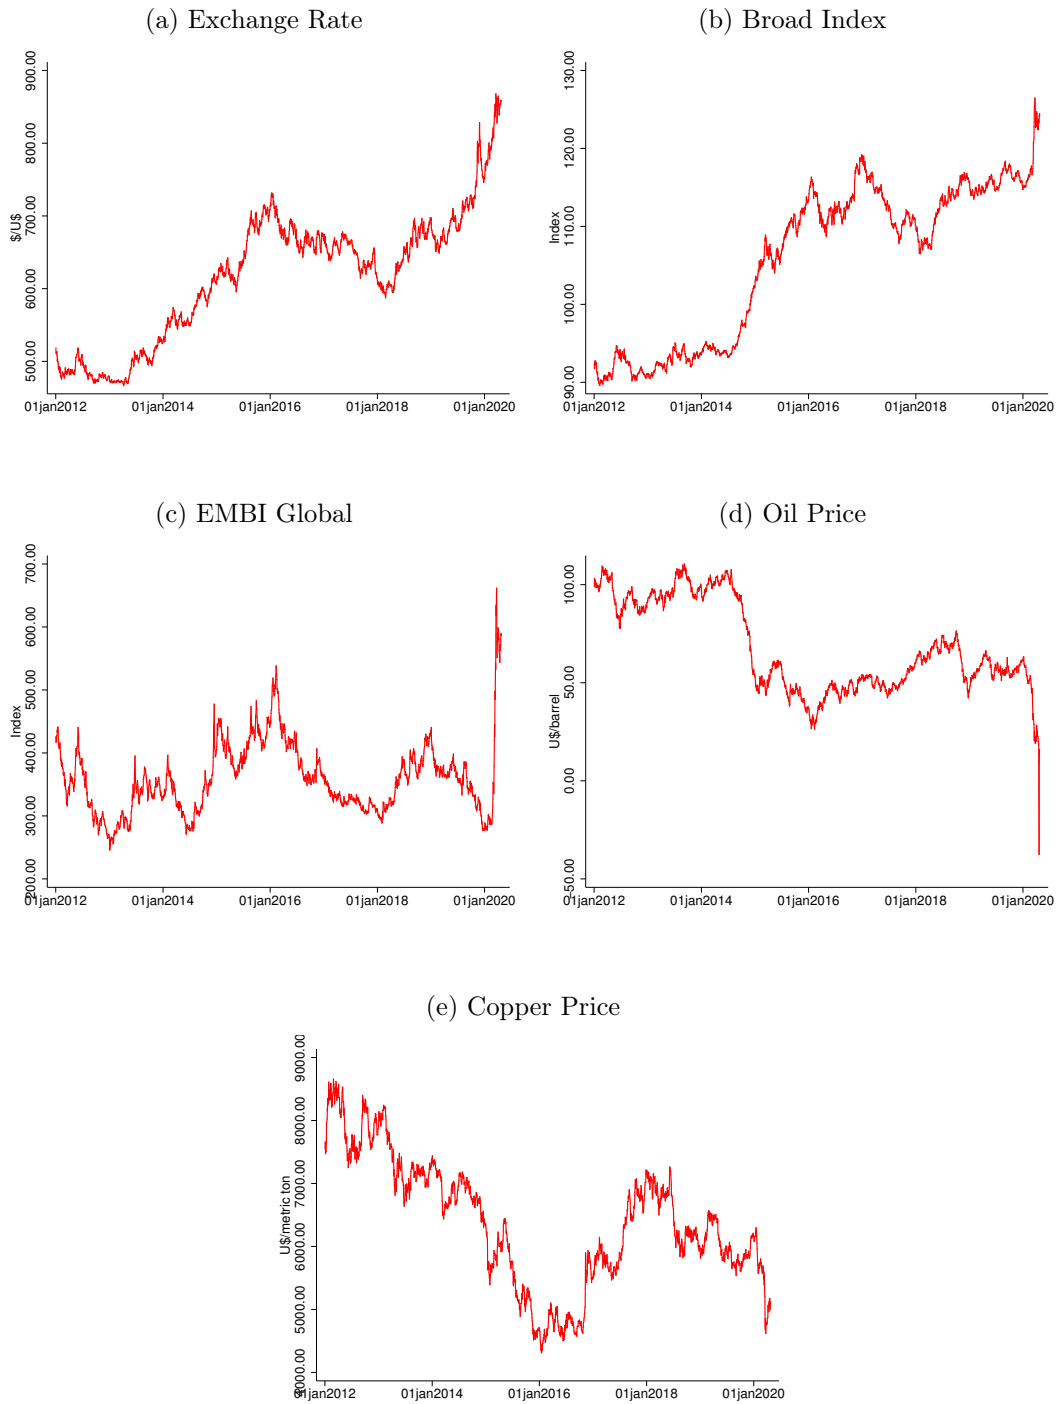 (a) Exchange Rate
(b) Broad Index
$/U$
500.00 600.00 700.00 800.00 900.00
01jan2012 01jan2014 01jan2016 01jan2018 01jan2020
Index
90.00 100.00 110.00 120.00 130.00
01jan2012 01jan2014 01jan2016 01jan2018 01jan2020
(c) EMBI Global
(d) Oil Price
Index
200.00 300.00 400.00 500.00 600.00 700.00
01jan2012 01jan2014 01jan2016 01jan2018 01jan2020
U$/barrel
-50.00 0.00 50.00 100.00
01jan2012 01jan2014 01jan2016 01jan2018 01jan2020
(e) Copper Price
U$/metric ton
4000.00 5000.00 6000.00 7000.00 8000.00 9000.00
01jan2012 01jan2014 01jan2016 01jan2018 01jan2020